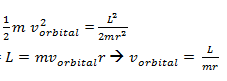 1/2 m v²_orbital = L²/2mr²
= L = mv_orbital r → v_orbital = L/mr